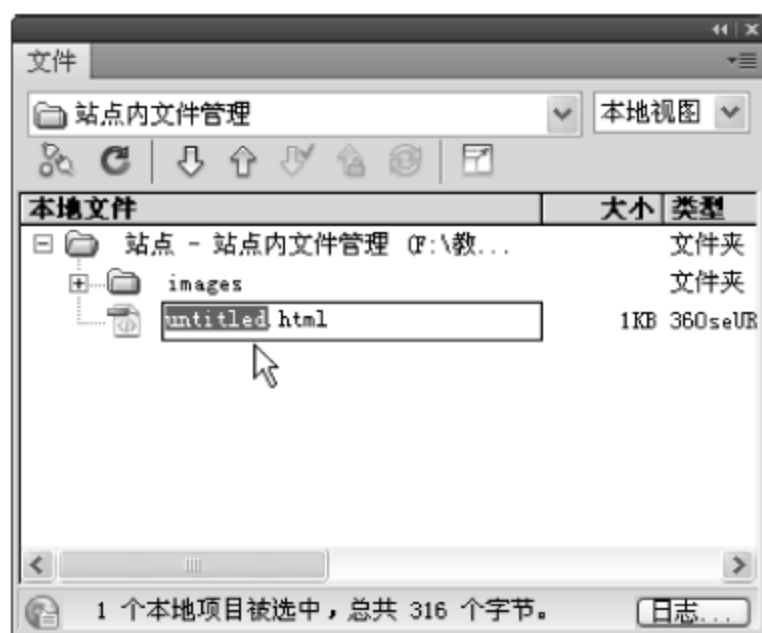 文件
站点内文件管理 本地视图
本地文件 大小 类型
站点 - 站点内文件管理 (F:\教... 文件夹
images 文件夹
untitled.html 1KB 360seUR
1 个本地项目被选中，总共 316 个字节。 日志...